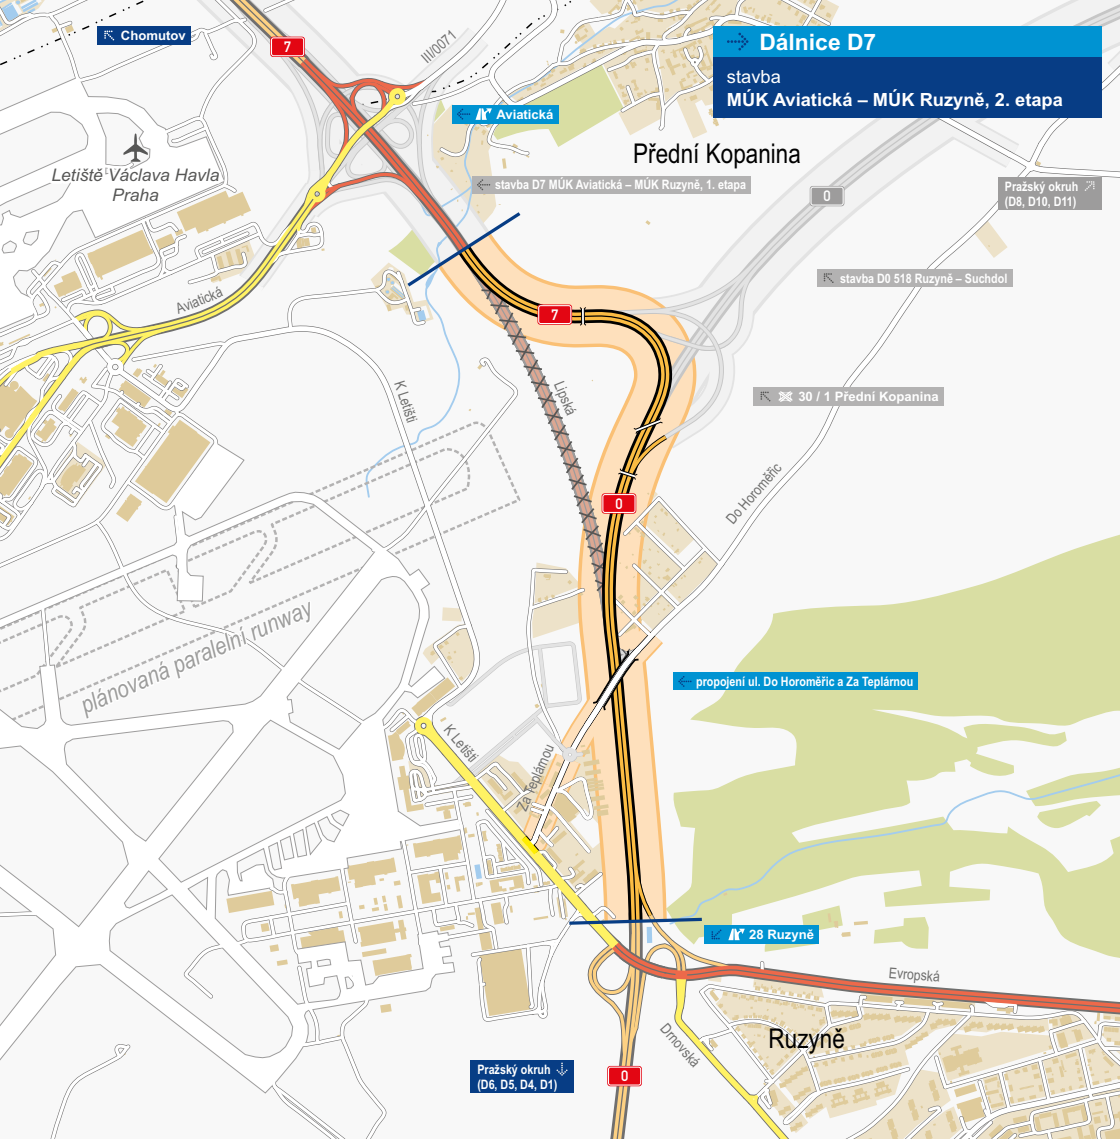 Chomutov
7
III/0071
Dálnice D7
stavba
MÚK Aviatická – MÚK Ruzyně, 2. etapa
Aviatická
Přední Kopanina
Letiště Václava Havla
Praha
stavba D7 MÚK Aviatická – MÚK Ruzyně, 1. etapa
0
Pražský okruh
(D8, D10, D11)
stavba D0 518 Ruzyně – Suchdol
Aviatická
7
Lipská
K Letišti
30 / 1 Přední Kopanina
Do Horoměřic
0
plánovaná paralelní runway
propojení ul. Do Horoměřic a Za Teplárnou
K Letišti
Za Teplárnou
28 Ruzyně
Evropská
Ruzyně
Drnovská
Pražský okruh
(D6, D5, D4, D1)
0